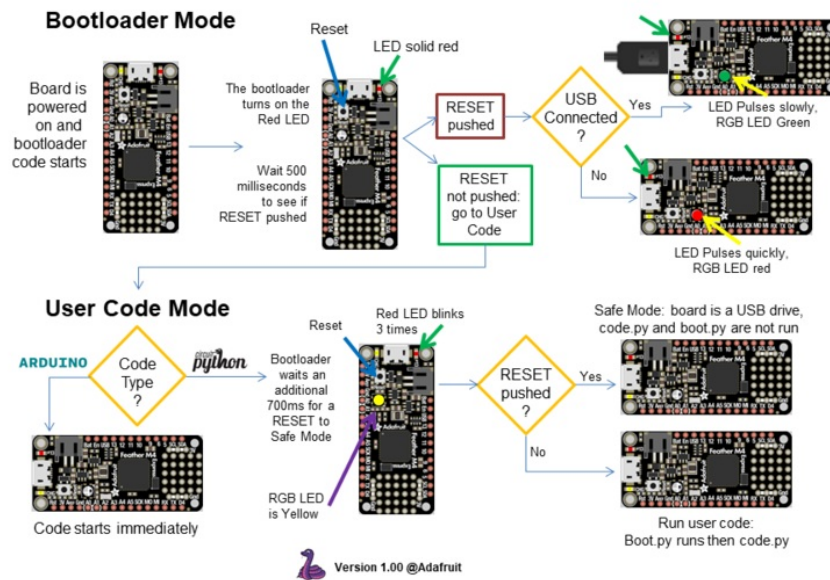 Bootloader Mode
Board is
powered
on and
bootloader
code starts
The bootloader
turns on the
Red LED
Wait 500
milliseconds
to see if
RESET pushed
Reset
LED solid red
RESET
pushed
RESET
not pushed:
go to User
Code
USB
Connected
?
Yes
No
LED Pulses slowly,
RGB LED Green
LED Pulses quickly,
RGB LED red
User Code Mode
Code
Type
?
ARDUINO
circuit
python
Code starts immediately
Bootloader
waits an
additional
700ms for a
RESET to
Safe Mode
Reset
Red LED blinks
3 times
RGB LED
is Yellow
RESET
pushed
?
Yes
No
Safe Mode: board is a USB drive,
code.py and boot.py are not run
Run user code:
Boot.py runs then code.py
Version 1.00 @Adafruit